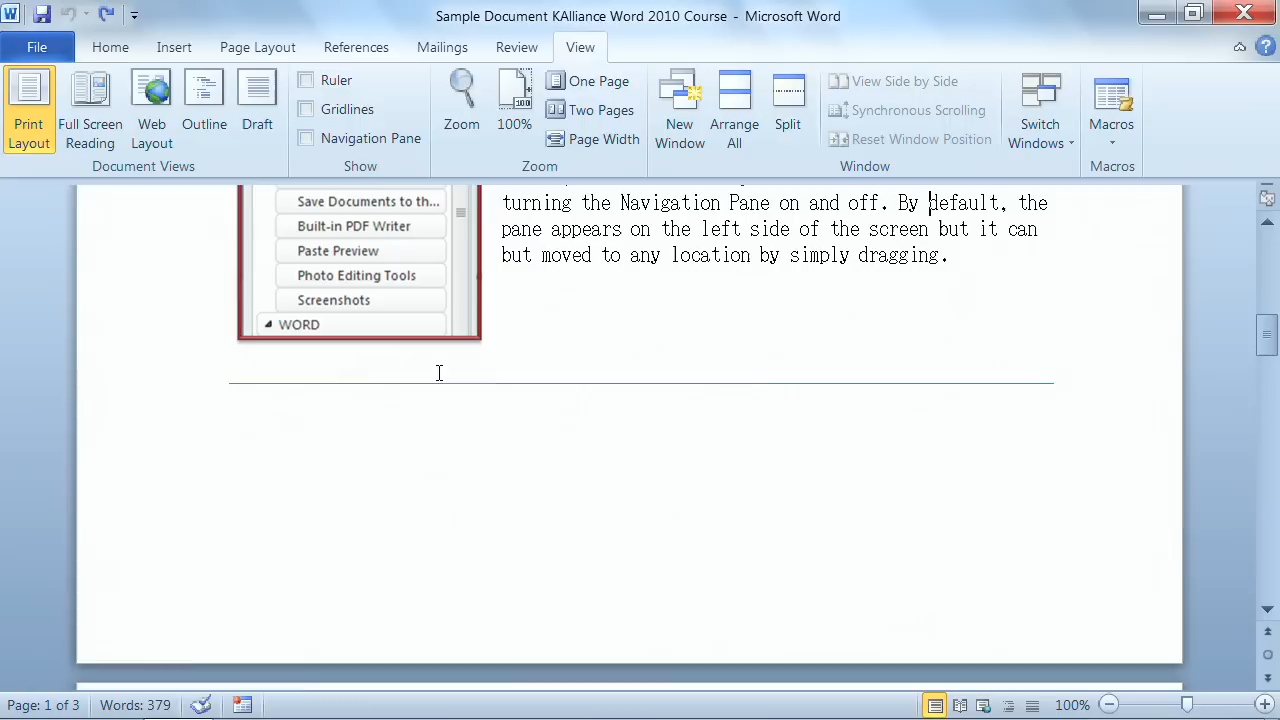 Sample Document KAlliance Word 2010 Course - Microsoft Word
File Home Insert Page Layout References Mailings Review View
Print Layout
Full Screen Reading
Web Layout
Outline
Draft
Document Views
Ruler
Gridlines
Navigation Pane
Show
Zoom
100%
One Page
Two Pages
Page Width
Zoom
New Window
Arrange All
Split
View Side by Side
Synchronous Scrolling
Reset Window Position
Window
Switch Windows
Macros
Macros
Save Documents to th...
Built-in PDF Writer
Paste Preview
Photo Editing Tools
Screenshots
WORD
turning the Navigation Pane on and off. By default, the
pane appears on the left side of the screen but it can
but moved to any location by simply dragging.
Page: 1 of 3 Words: 379 100%